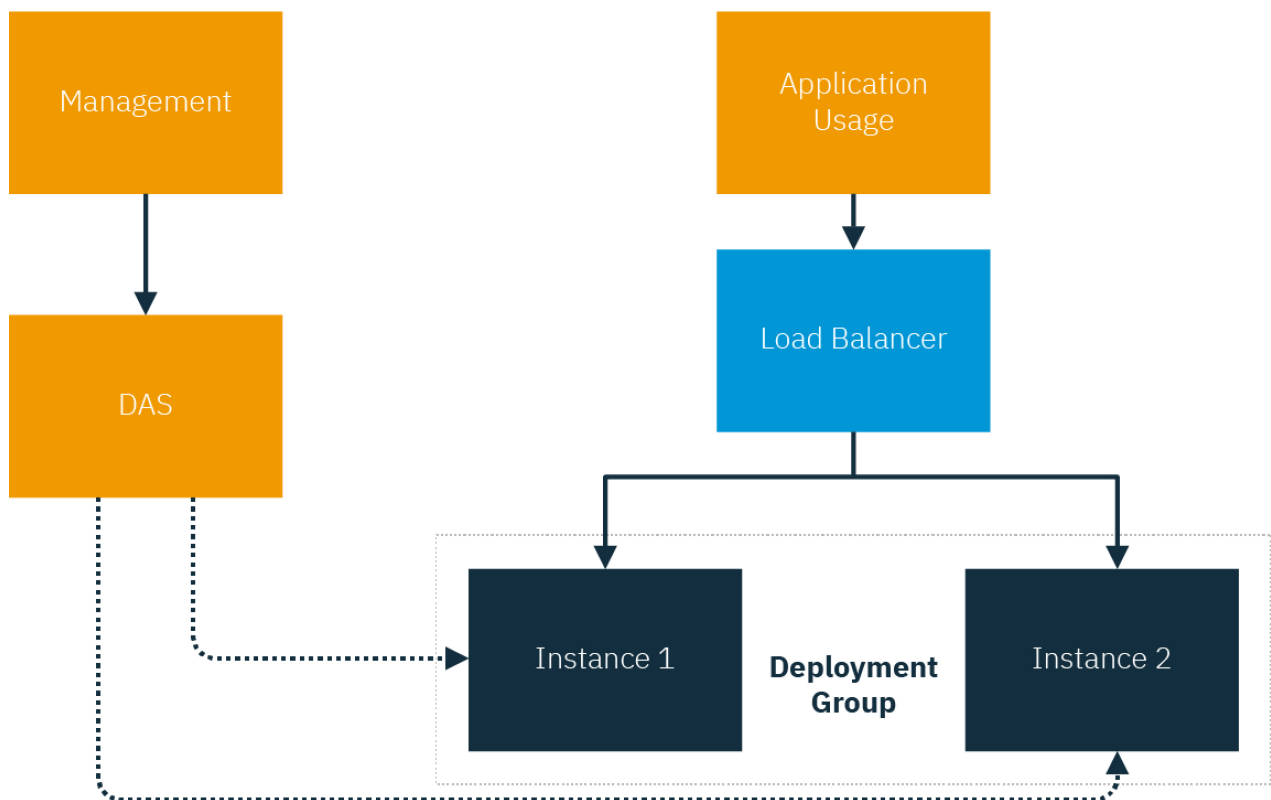 Management
Application
Usage
Load Balancer
DAS
Instance 1
Deployment
Group
Instance 2